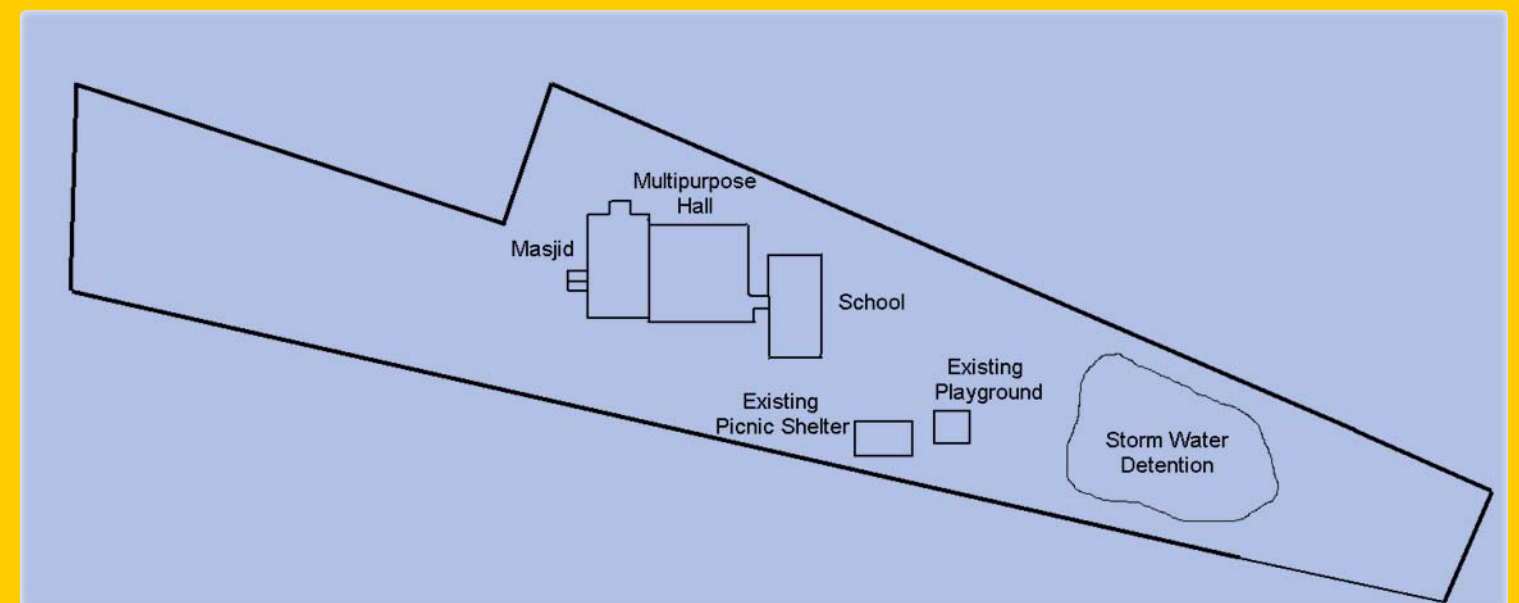 Multipurpose
Hall
Masjid
School
Existing
Playground
Existing
Picnic Shelter
Storm Water
Detention